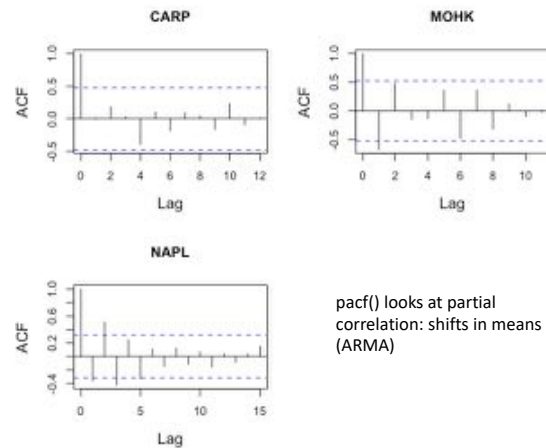 CARP
MOHK
ACF
-0.5 0.0 0.5 1.0
0 2 4 6 8 10 12
Lag
ACF
-0.5 0.0 0.5 1.0
0 2 4 6 8 10
Lag
NAPL
ACF
-0.4 0.2 0.6 1.0
0 5 10 15
Lag
pacf() looks at partial
correlation: shifts in means
(ARMA)